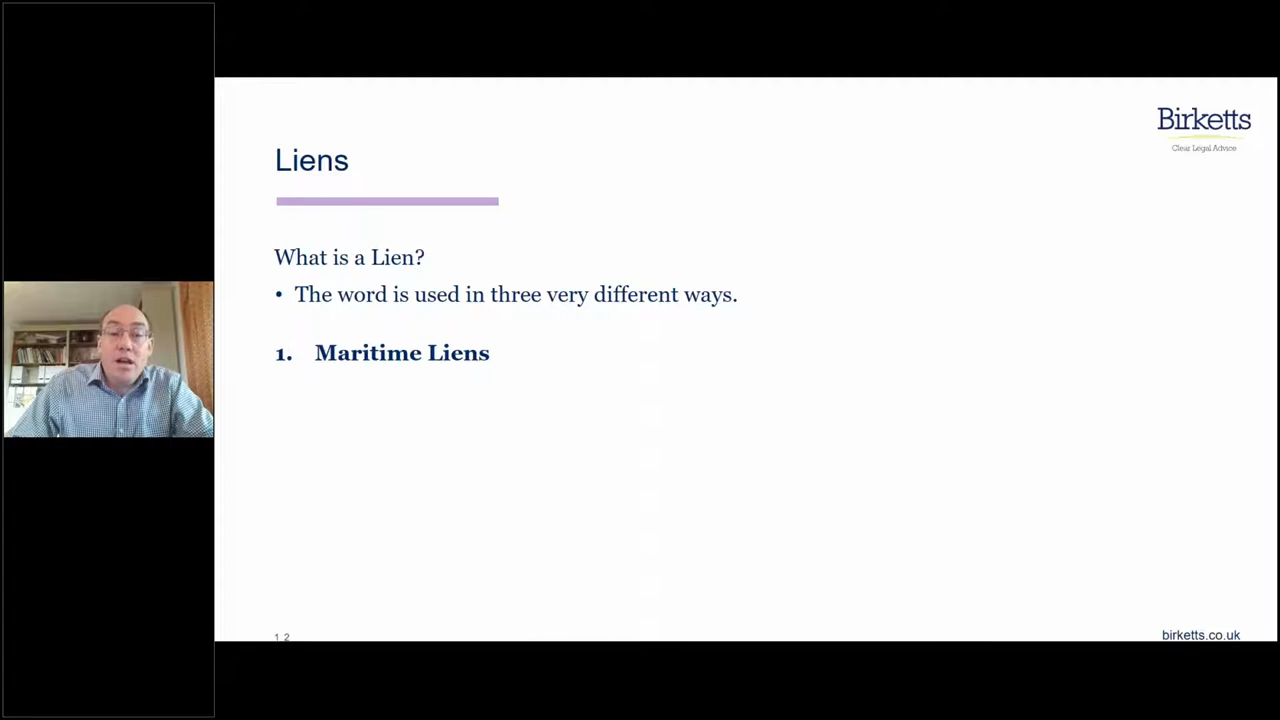 Birketts
Clear Legal Advice
Liens
What is a Lien?
• The word is used in three very different ways.
1. Maritime Liens
12
birketts.co.uk